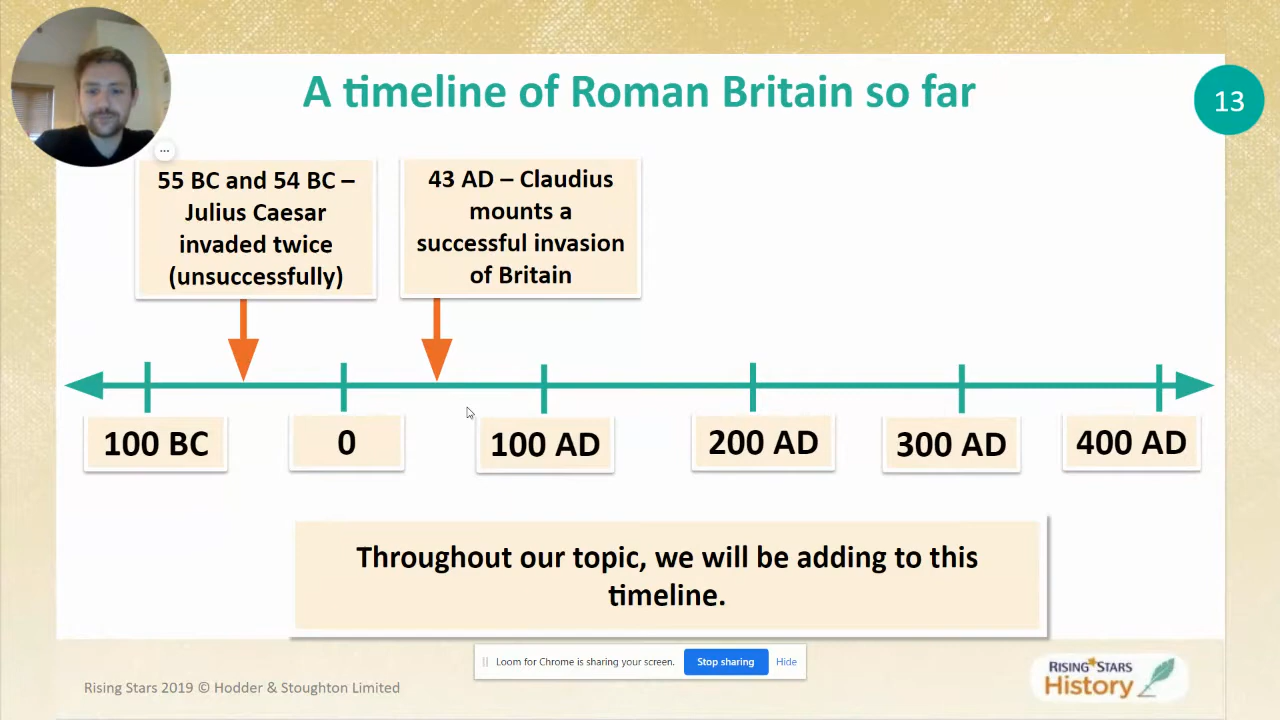 A timeline of Roman Britain so far
13
55 BC and 54 BC –
Julius Caesar
invaded twice
(unsuccessfully)
43 AD – Claudius
mounts a
successful invasion
of Britain
100 BC
0
100 AD
200 AD
300 AD
400 AD
Throughout our topic, we will be adding to this
timeline.
Loom for Chrome is sharing your screen.
Stop sharing
Hide
Rising Stars 2019 © Hodder & Stoughton Limited
RISING STARS
History